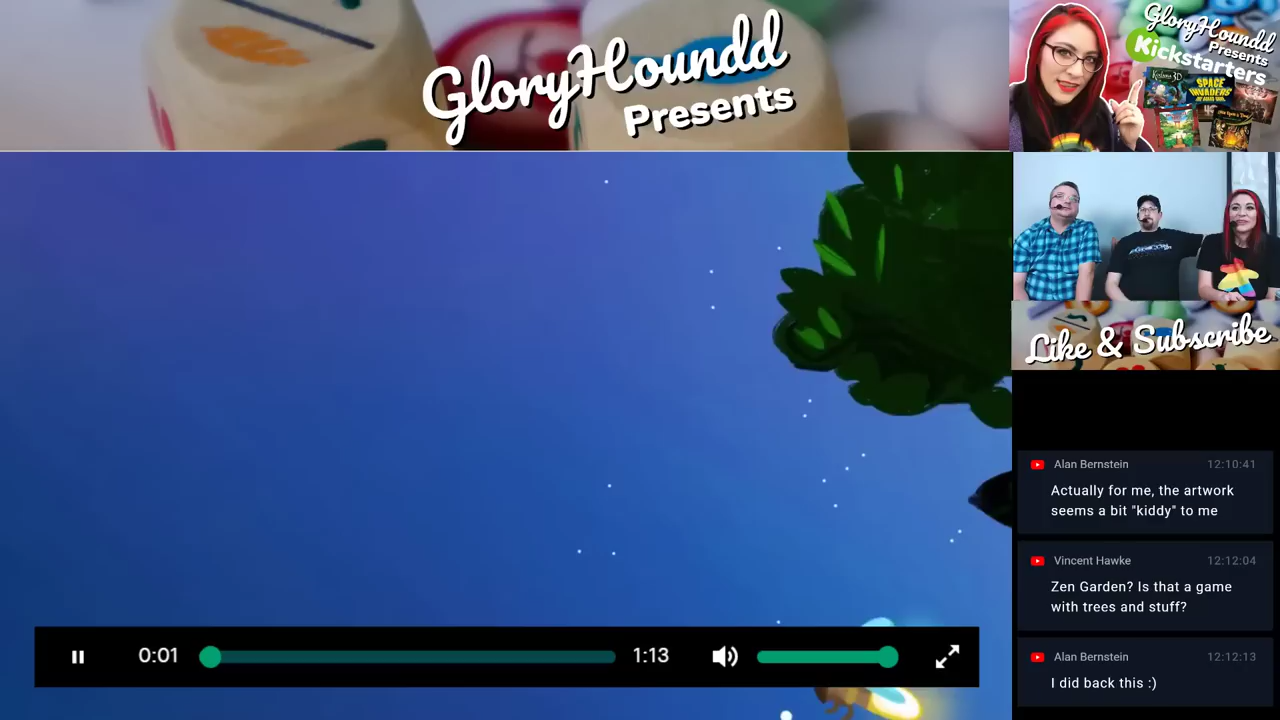 GloryHoundd
Presents
GloryHoundd
Presents
Kickstarters
SPACE
INVADERS
Like & Subscribe
Alan Bernstein 12:10:41
Actually for me, the artwork
seems a bit "kiddy" to me
Vincent Hawke 12:12:04
Zen Garden? Is that a game
with trees and stuff?
Alan Bernstein 12:12:13
I did back this :)
0:01 1:13